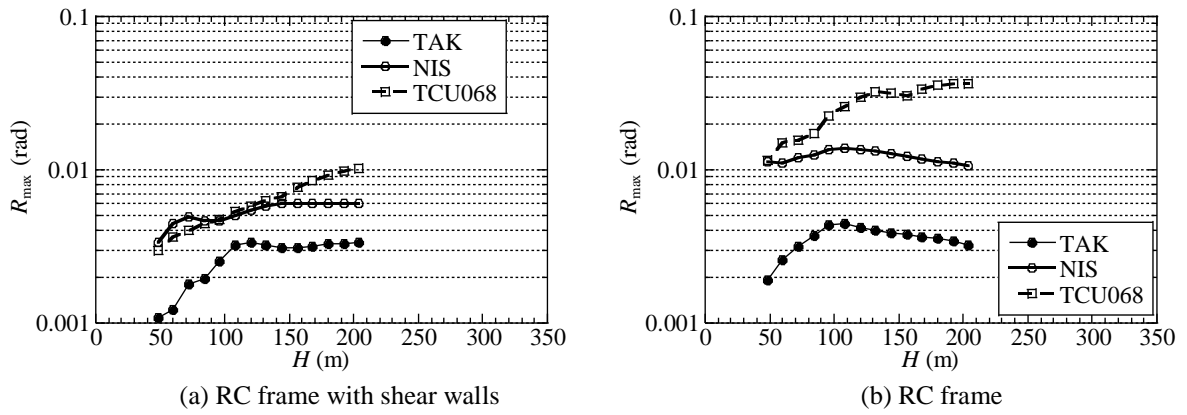 0.1
TAK
NIS
TCU068
0.01
0.001
R_max (rad)
0 50 100 150 200 250 300 350
H (m)
(a) RC frame with shear walls
0.1
0.01
0.001
R_max (rad)
TAK
NIS
TCU068
0 50 100 150 200 250 300 350
H (m)
(b) RC frame